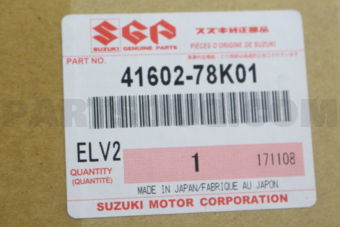 SGP
スズキ純正部品
SUZUKI GENUINE PARTS
PIÈCES D'ORIGINE DE SUZUKI
PART NO.
41602-78K01
ELV2
QUANTITY
(QUANTITÉ)
1
171108
MADE IN JAPAN/FABRIQUÉ AU JAPON
SUZUKI MOTOR CORPORATION